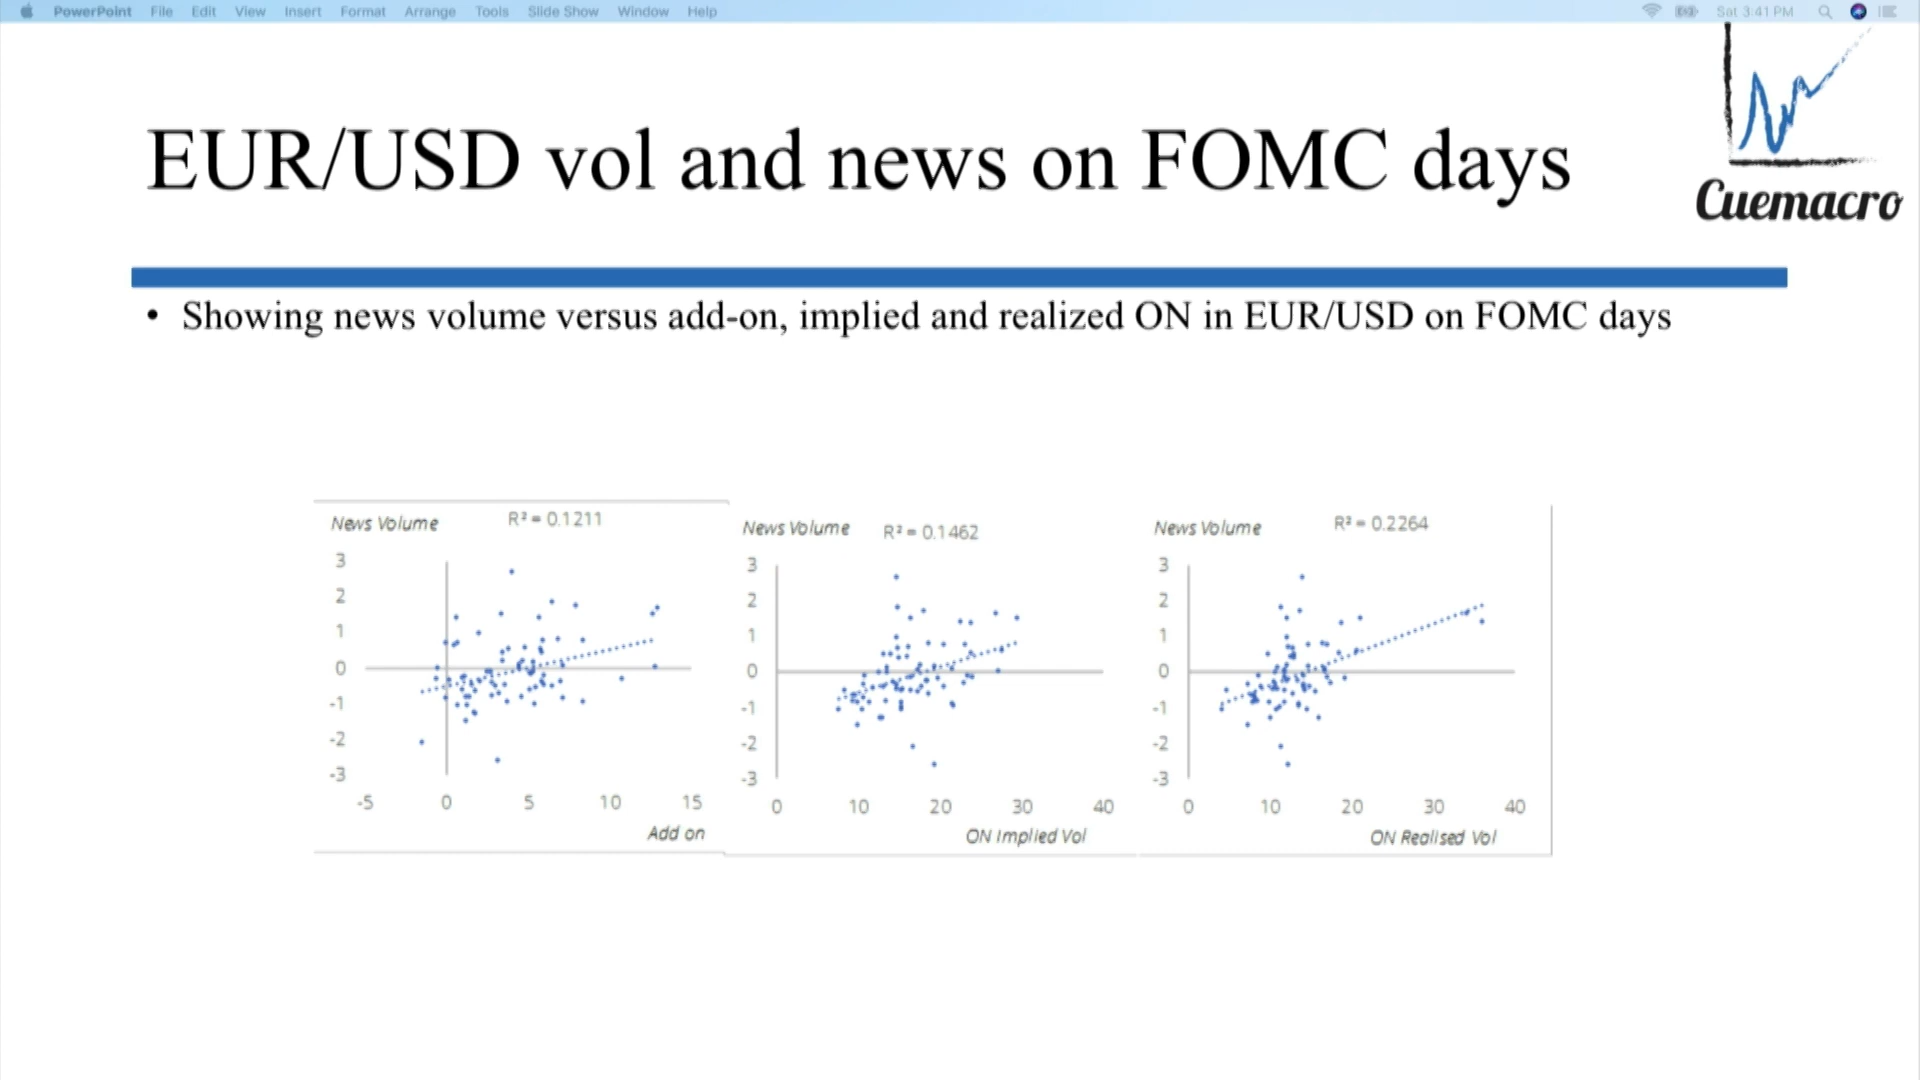 PowerPoint File Edit View Insert Format Arrange Tools Slide Show Window Help Sat 3:41 PM
Cuemacro
EUR/USD vol and news on FOMC days
• Showing news volume versus add-on, implied and realized ON in EUR/USD on FOMC days
News Volume R² = 0.1211
3
2
1
0
-1
-2
-3
-5 0 5 10 15
Add on
News Volume R² = 0.1462
3
2
1
0
-1
-2
-3
0 10 20 30 40
ON Implied Vol
News Volume R² = 0.2264
3
2
1
0
-1
-2
-3
0 10 20 30 40
ON Realised Vol